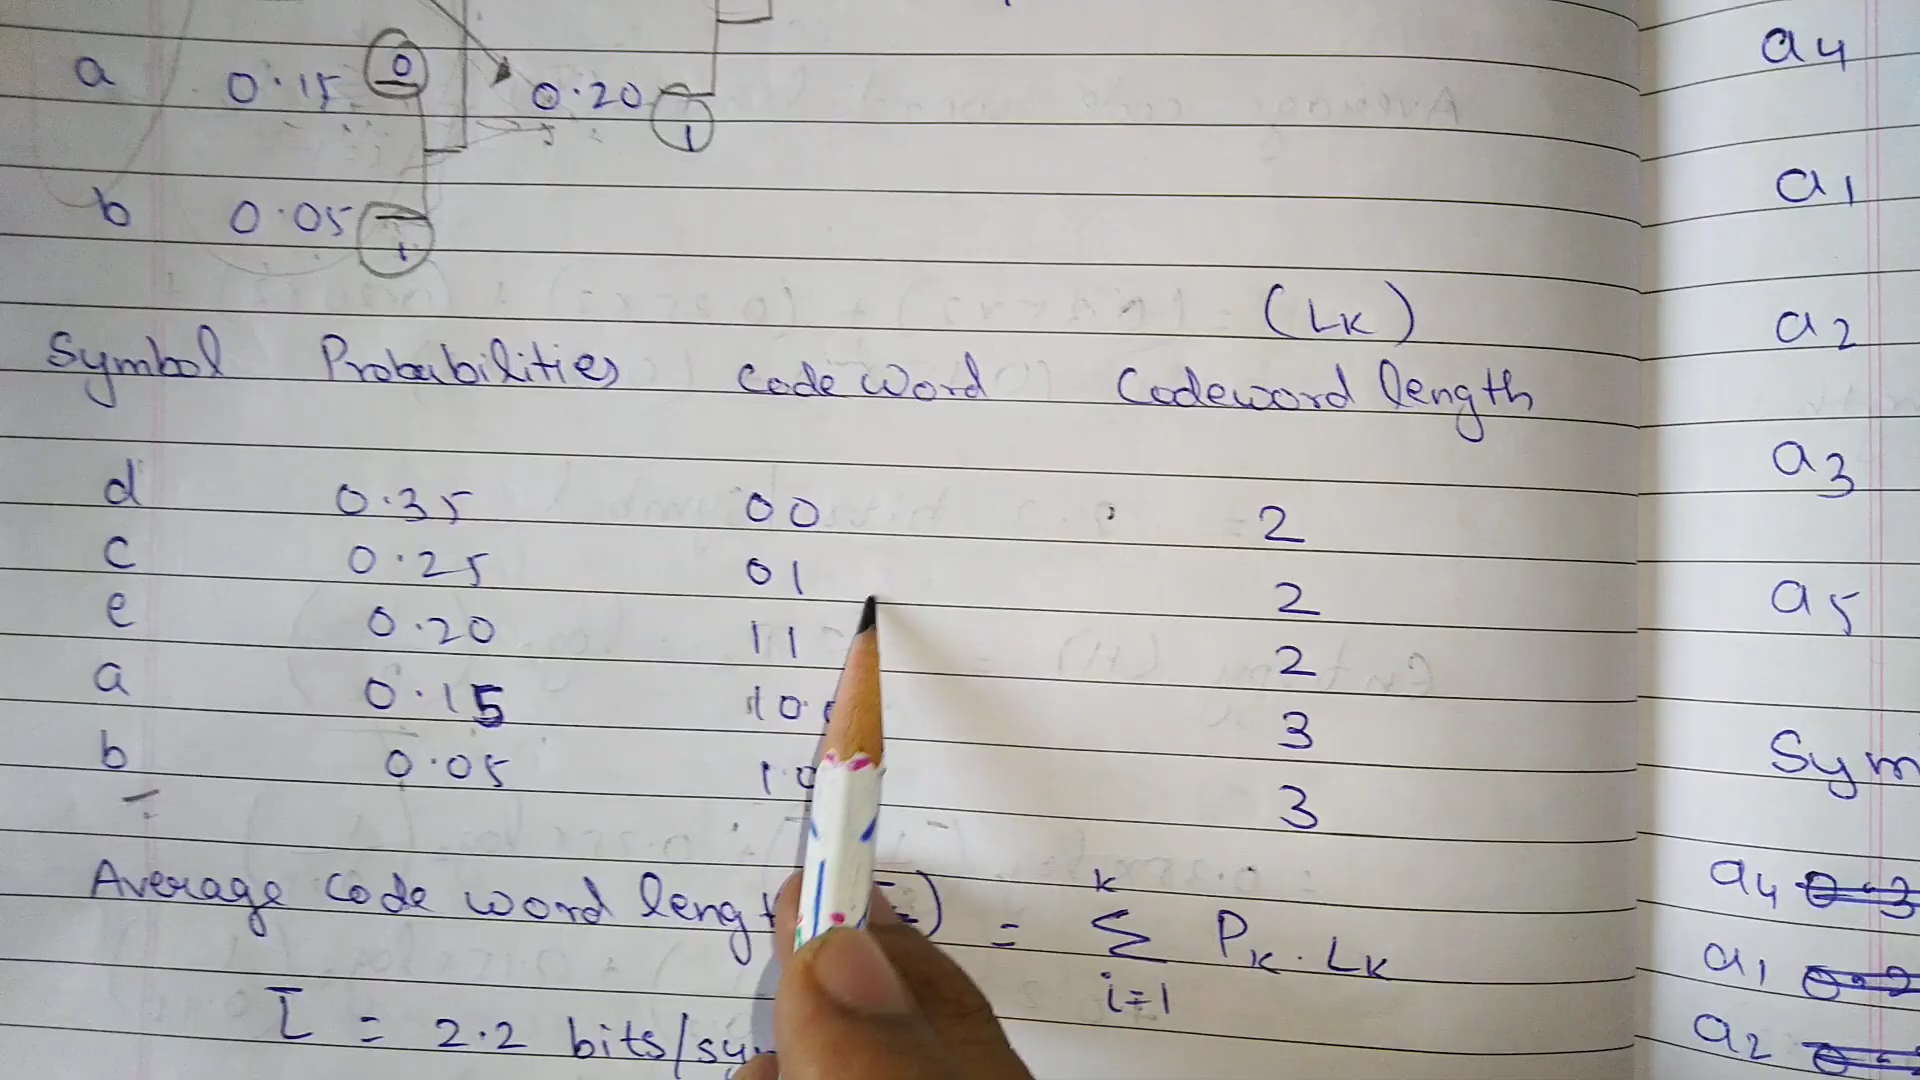 a 0.15 0 0.20 1
b 0.05 1
(LK)
Symbol Probabilities Code Word Codeword length
d 0.35 00 2
c 0.25 01 2
e 0.20 11 2
a 0.15 10 3
b 0.05 10 3
Average Code word = Σ PK . LK
K
i=1
L = 2.2 bits/
a4
a1
a2
a3
a5
a4
a1
a2